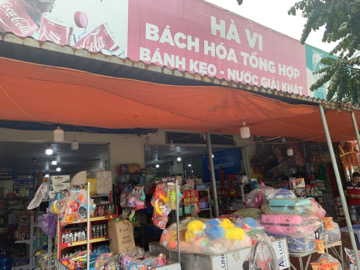 HÀ VI
BÁCH HÓA TỔNG HỢP
BÁNH KẸO - NƯỚC GIẢI KHÁT